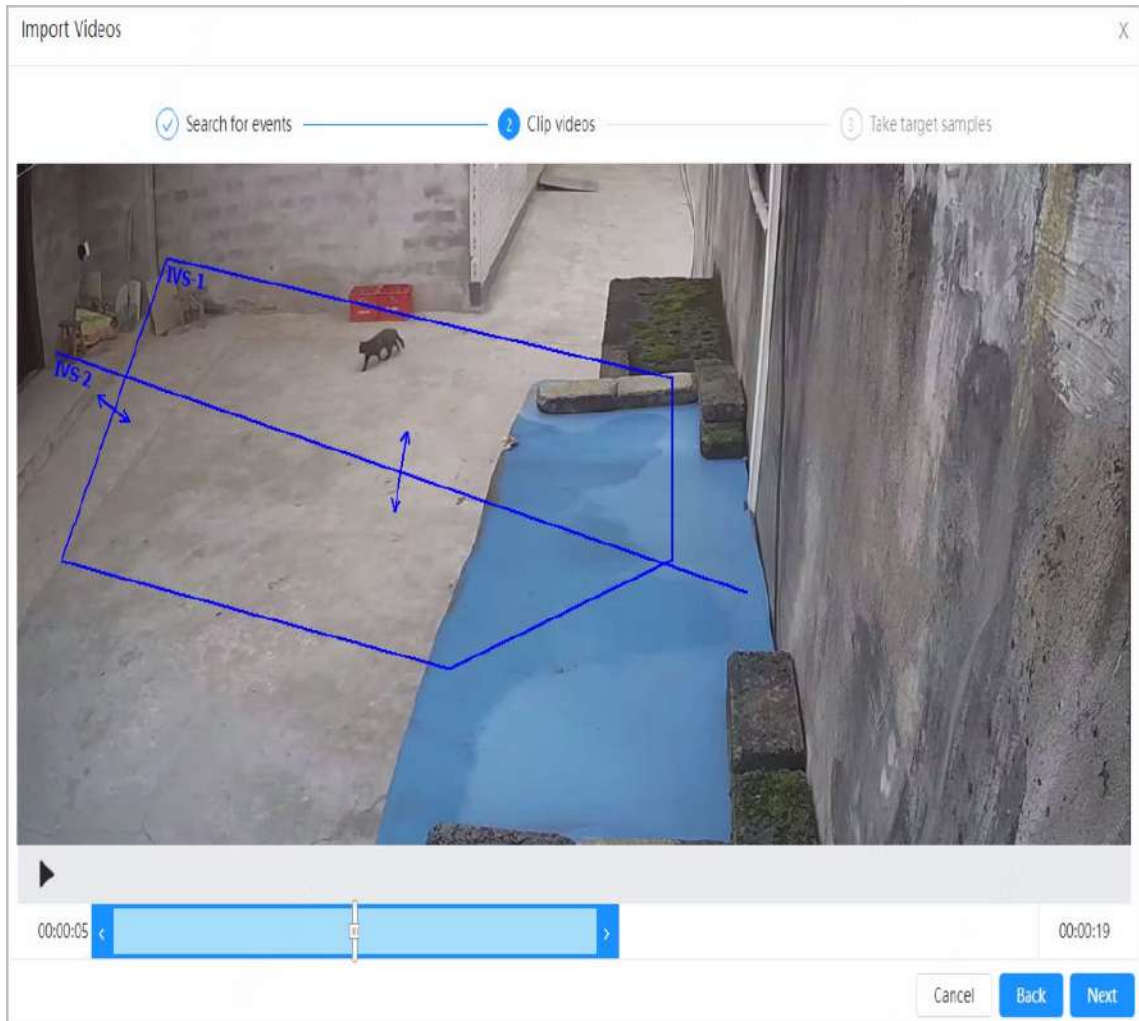 Import Videos
X
Search for events
2 Clip videos
3 Take target samples
IVS-1
IVS-2
00:00:05
00:00:19
Cancel
Back
Next